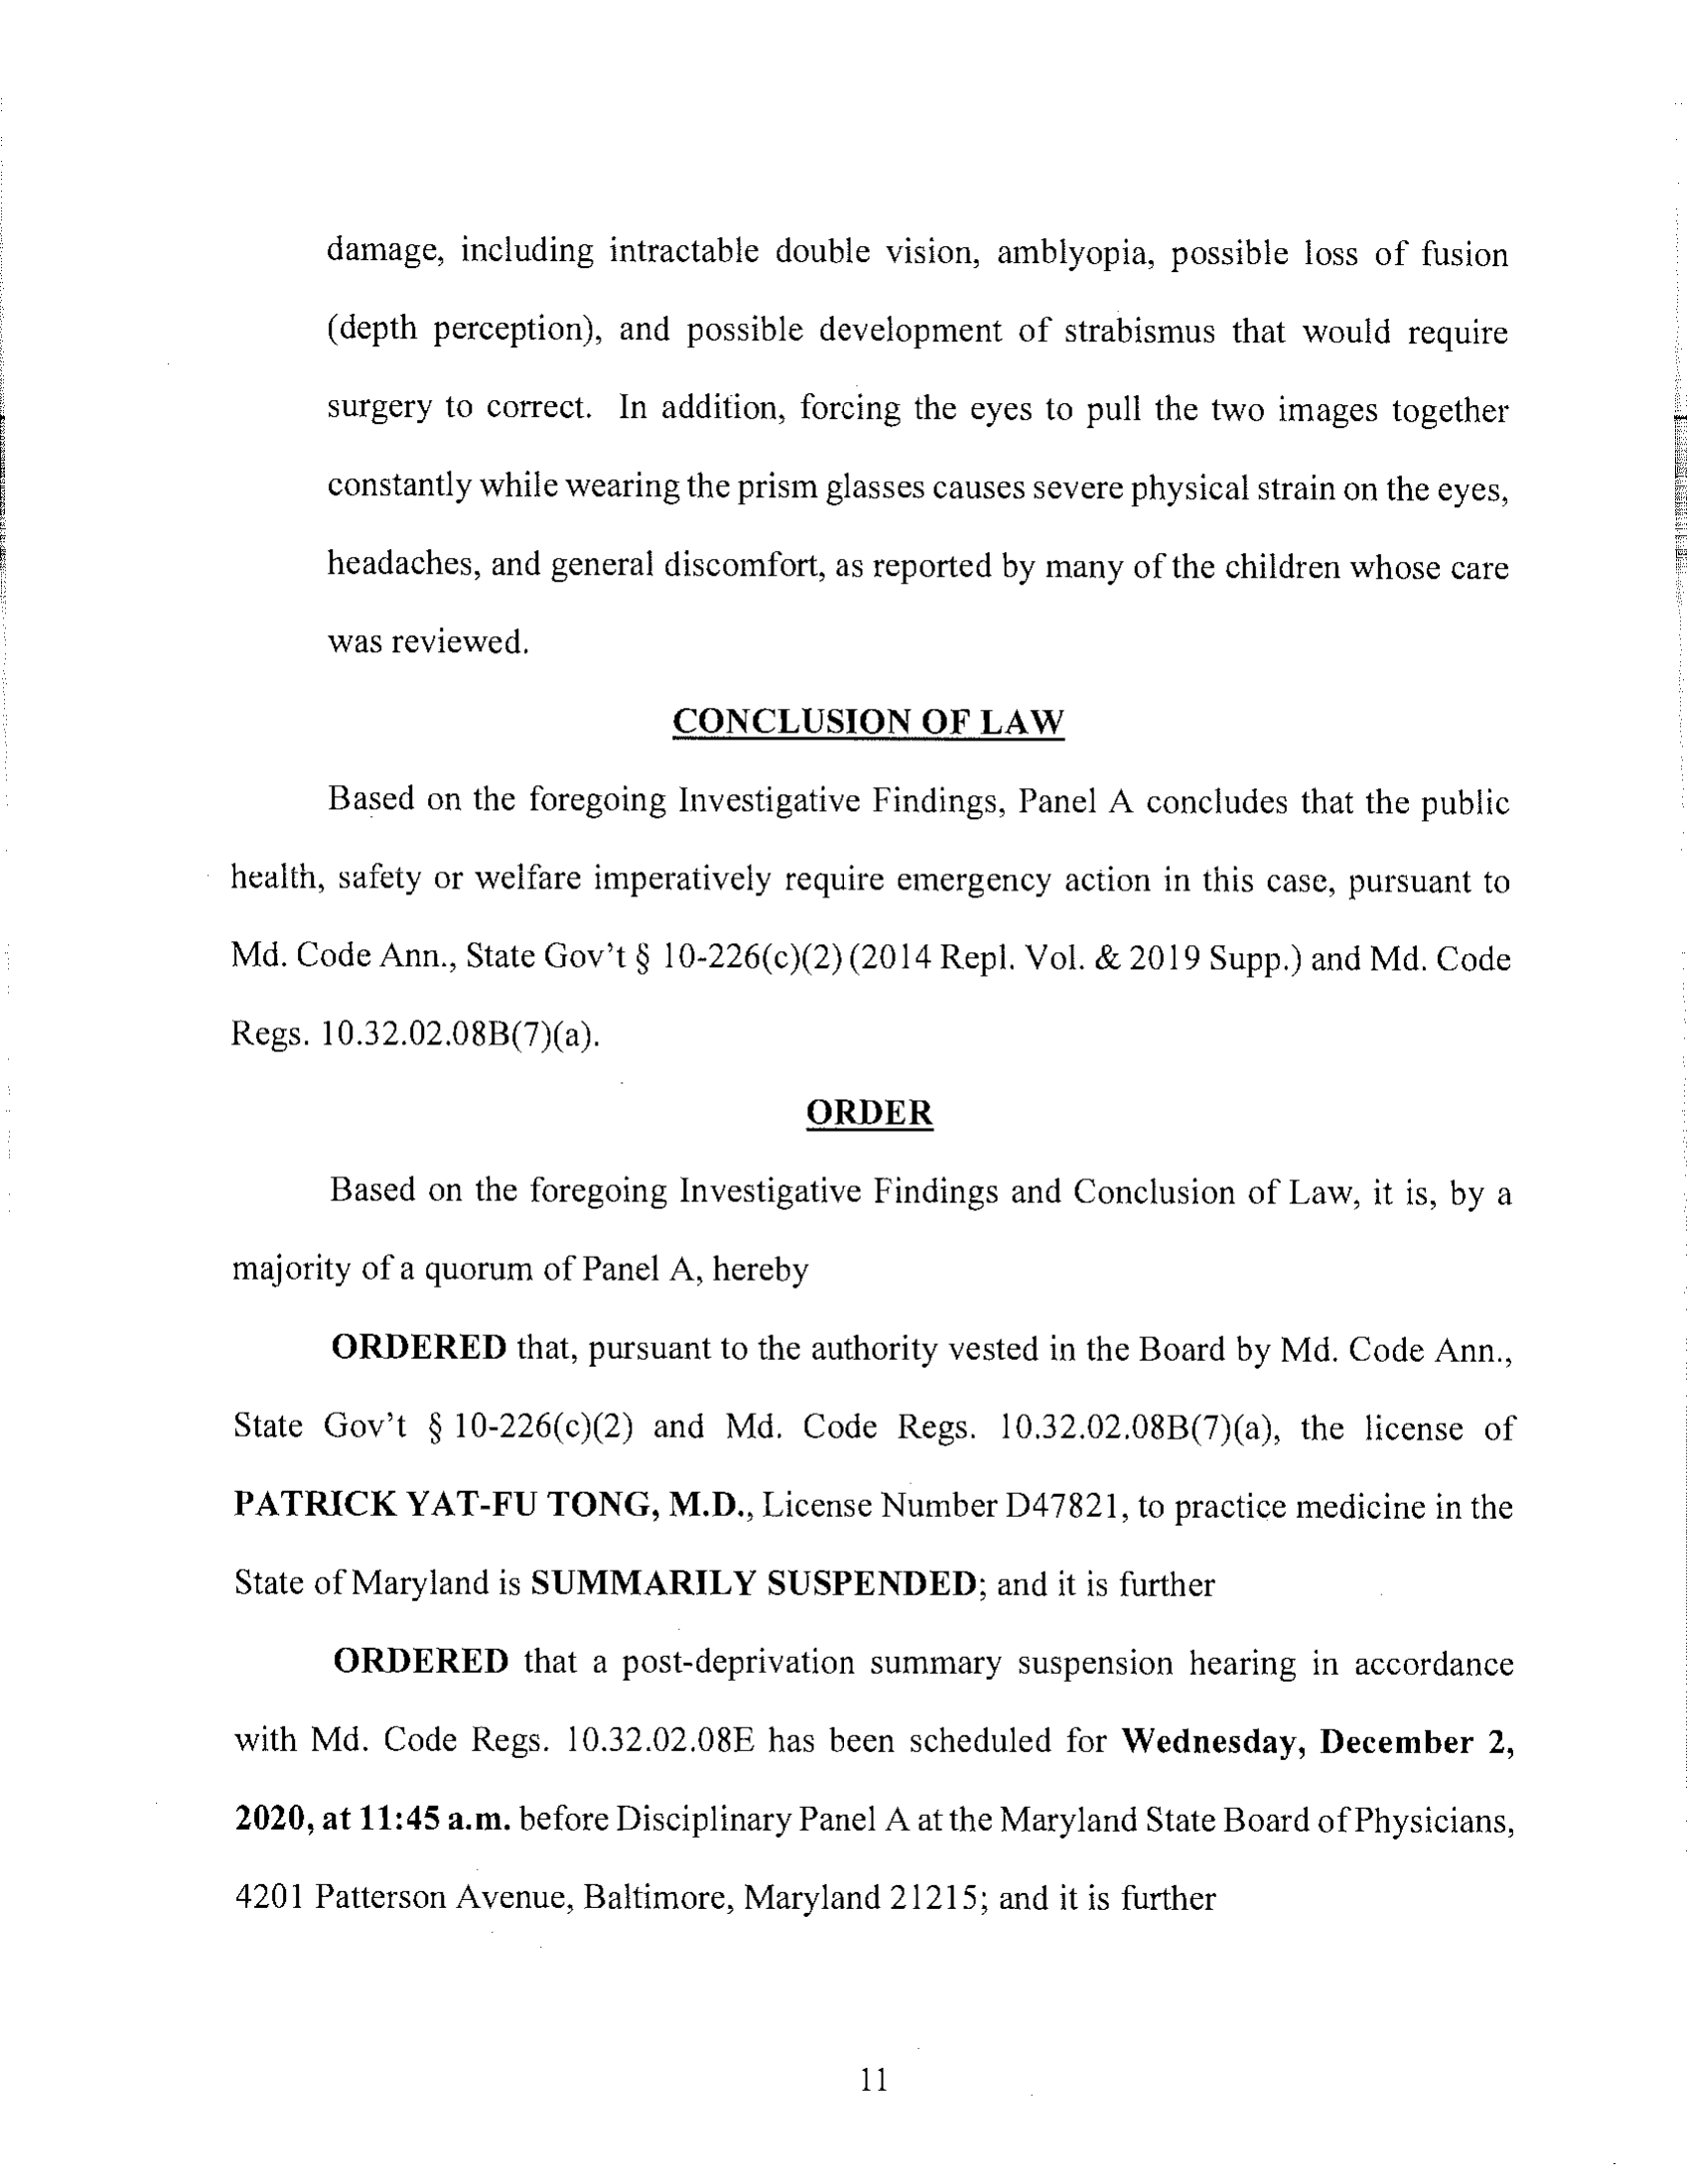 damage, including intractable double vision, amblyopia, possible loss of fusion
(depth perception), and possible development of strabismus that would require
surgery to correct. In addition, forcing the eyes to pull the two images together
constantly while wearing the prism glasses causes severe physical strain on the eyes,
headaches, and general discomfort, as reported by many of the children whose care
was reviewed.
CONCLUSION OF LAW
Based on the foregoing Investigative Findings, Panel A concludes that the public
health, safety or welfare imperatively require emergency action in this case, pursuant to
Md. Code Ann., State Gov't § 10-226(c)(2) (2014 Repl. Vol. & 2019 Supp.) and Md. Code
Regs. 10.32.02.08B(7)(a).
ORDER
Based on the foregoing Investigative Findings and Conclusion of Law, it is, by a
majority of a quorum of Panel A, hereby
ORDERED that, pursuant to the authority vested in the Board by Md. Code Ann.,
State Gov't § 10-226(c)(2) and Md. Code Regs. 10.32.02.08B(7)(a), the license of
PATRICK YAT-FU TONG, M.D., License Number D47821, to practice medicine in the
State of Maryland is SUMMARILY SUSPENDED; and it is further
ORDERED that a post-deprivation summary suspension hearing in accordance
with Md. Code Regs. 10.32.02.08E has been scheduled for Wednesday, December 2,
2020, at 11:45 a.m. before Disciplinary Panel A at the Maryland State Board of Physicians,
4201 Patterson Avenue, Baltimore, Maryland 21215; and it is further
11